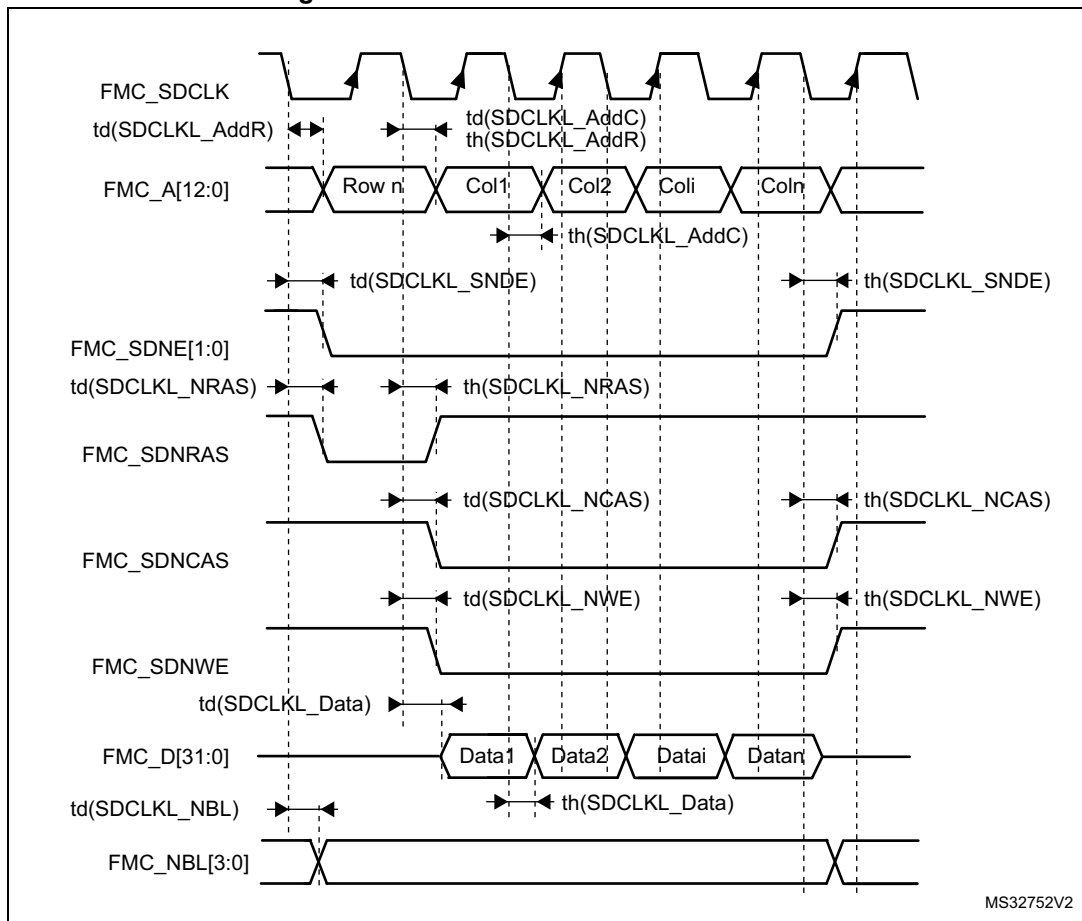 FMC_SDCLK
td(SDCLKL_AddR)
td(SDCLKL_AddC)
th(SDCLKL_AddR)
FMC_A[12:0]
Row n
Col1
Col2
Coli
Coln
th(SDCLKL_AddC)
td(SDCLKL_SNDE)
th(SDCLKL_SNDE)
FMC_SDNE[1:0]
td(SDCLKL_NRAS)
th(SDCLKL_NRAS)
FMC_SDNRAS
td(SDCLKL_NCAS)
th(SDCLKL_NCAS)
FMC_SDNCAS
td(SDCLKL_NWE)
th(SDCLKL_NWE)
FMC_SDNWE
td(SDCLKL_Data)
FMC_D[31:0]
Data1
Data2
Datai
Datan
th(SDCLKL_Data)
td(SDCLKL_NBL)
FMC_NBL[3:0]
MS32752V2